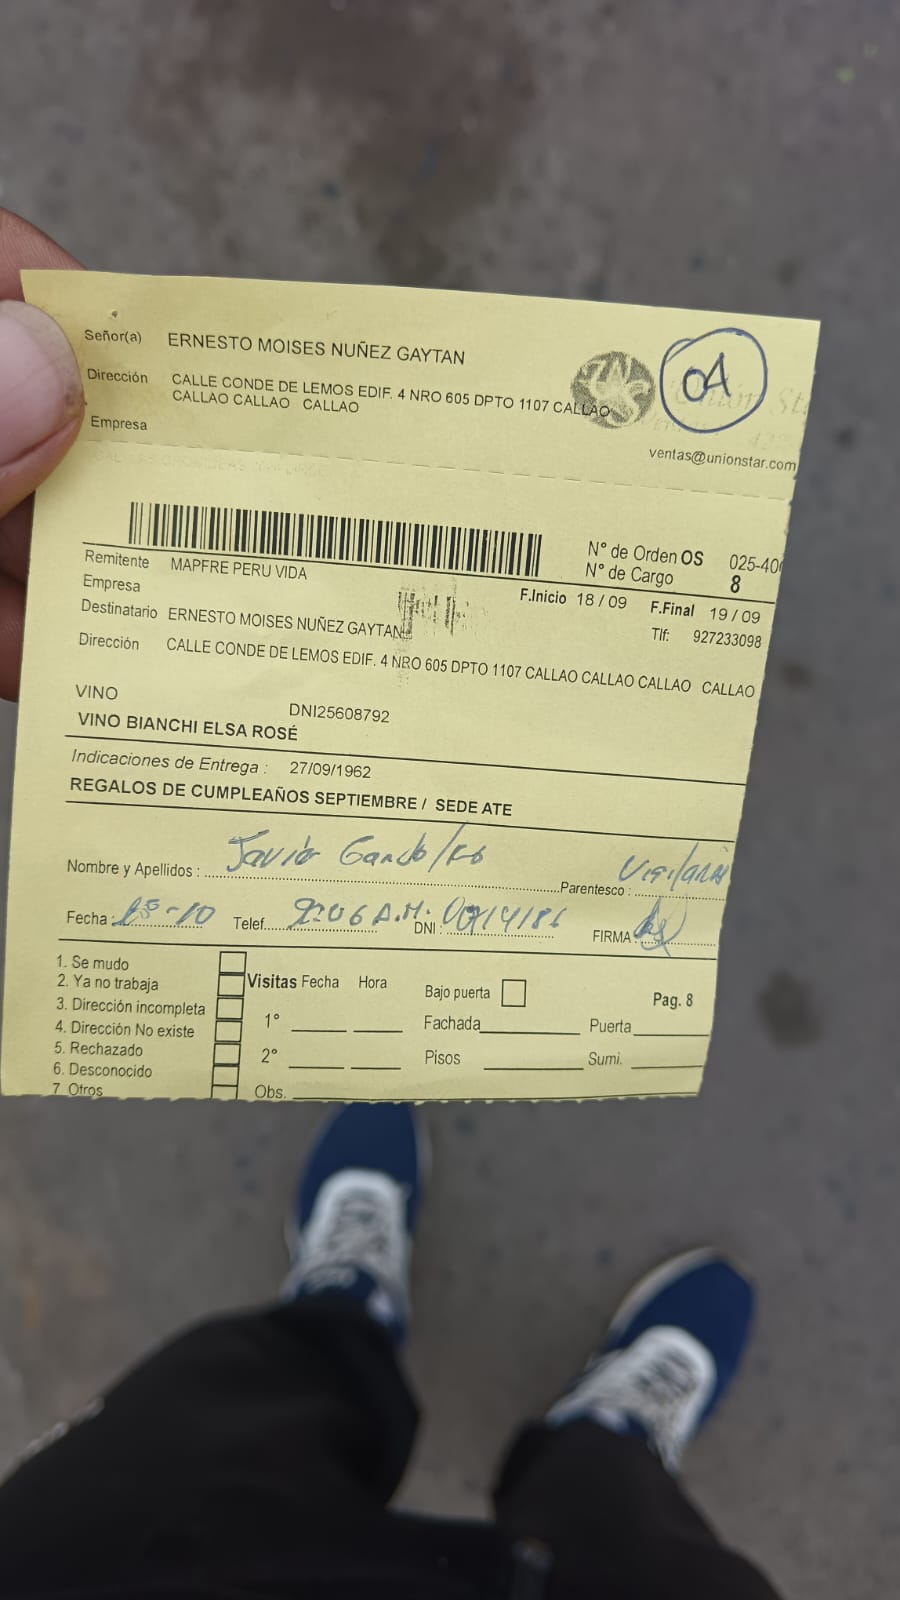 Señor(a) ERNESTO MOISES NUÑEZ GAYTAN
04
Dirección CALLE CONDE DE LEMOS EDIF. 4 NRO 605 DPTO 1107 CALLAO
CALLAO CALLAO CALLAO
Empresa
ventas@unionstar.com
N° de Orden OS 025-40
N° de Cargo 8
Remitente MAPFRE PERU VIDA
Empresa
F.Inicio 18 / 09 F.Final 19 / 09
Destinatario ERNESTO MOISES NUÑEZ GAYTAN
Tlf: 927233098
Dirección CALLE CONDE DE LEMOS EDIF. 4 NRO 605 DPTO 1107 CALLAO CALLAO CALLAO CALLAO
VINO
DNI25608792
VINO BIANCHI ELSA ROSÉ
Indicaciones de Entrega : 27/09/1962
REGALOS DE CUMPLEAÑOS SEPTIEMBRE / SEDE ATE
Nombre y Apellidos : Javier
Parentesco :
Fecha : Telef. 9:06 A.M. DNI :
FIRMA
1. Se mudo
2. Ya no trabaja
3. Dirección incompleta
4. Dirección No existe
5. Rechazado
6. Desconocido
7. Otros
Visitas Fecha Hora
1°
2°
Obs.
Bajo puerta
Pag. 8
Fachada Puerta
Pisos Sumi.